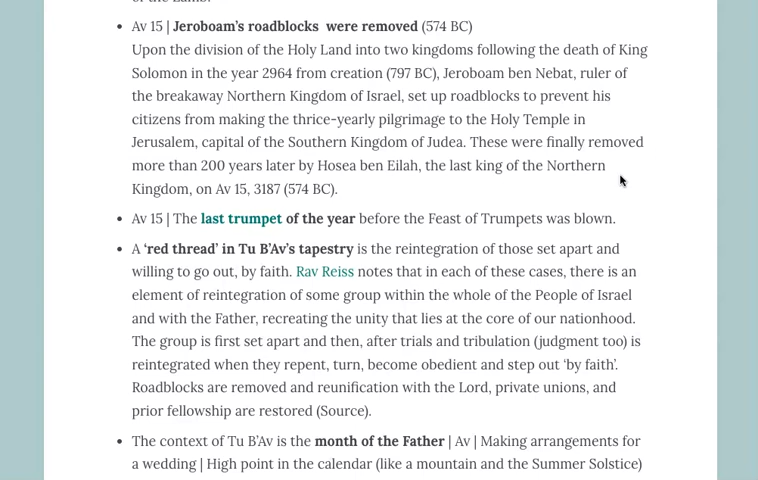 of the Lamb.
Av 15 | Jeroboam's roadblocks were removed (574 BC)
Upon the division of the Holy Land into two kingdoms following the death of King
Solomon in the year 2964 from creation (797 BC), Jeroboam ben Nebat, ruler of
the breakaway Northern Kingdom of Israel, set up roadblocks to prevent his
citizens from making the thrice-yearly pilgrimage to the Holy Temple in
Jerusalem, capital of the Southern Kingdom of Judea. These were finally removed
more than 200 years later by Hosea ben Eilah, the last king of the Northern
Kingdom, on Av 15, 3187 (574 BC).
Av 15 | The last trumpet of the year before the Feast of Trumpets was blown.
A 'red thread' in Tu B'Av's tapestry is the reintegration of those set apart and
willing to go out, by faith. Rav Reiss notes that in each of these cases, there is an
element of reintegration of some group within the whole of the People of Israel
and with the Father, recreating the unity that lies at the core of our nationhood.
The group is first set apart and then, after trials and tribulation (judgment too) is
reintegrated when they repent, turn, become obedient and step out 'by faith'.
Roadblocks are removed and reunification with the Lord, private unions, and
prior fellowship are restored (Source).
The context of Tu B'Av is the month of the Father | Av | Making arrangements for
a wedding | High point in the calendar (like a mountain and the Summer Solstice)